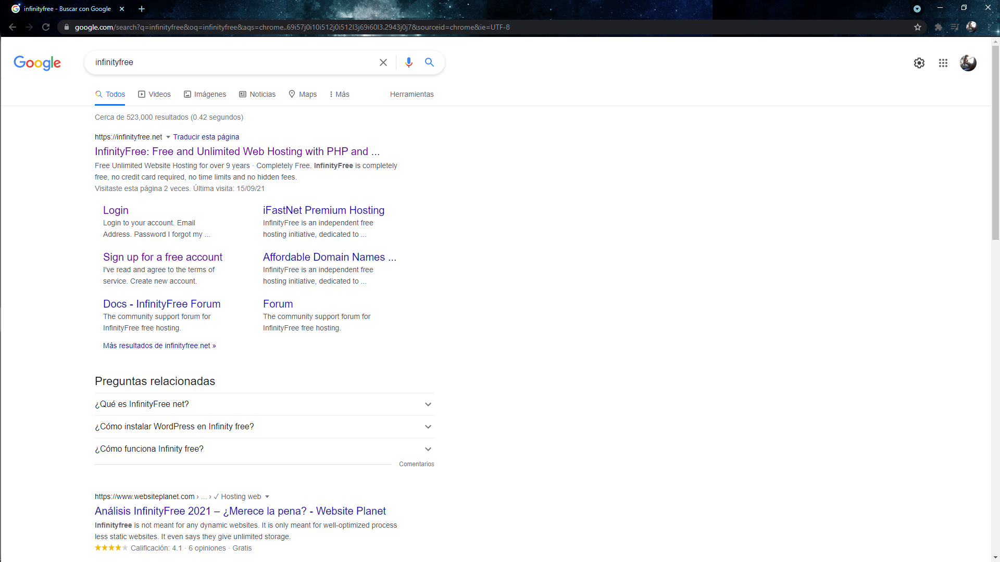 infinityfree - Buscar con Google
google.com/search?q=infinityfree&oq=infinityfree&aqs=chrome..69i57j0i10i512j0i512l3j69i60l3.2943j0j7&sourceid=chrome&ie=UTF-8
Google
infinityfree
Todos
Videos
Imágenes
Noticias
Maps
Más
Herramientas
Cerca de 523,000 resultados (0.42 segundos)
https://infinityfree.net Traducir esta página
InfinityFree: Free and Unlimited Web Hosting with PHP and ...
Free Unlimited Website Hosting for over 9 years · Completely Free. InfinityFree is completely
free, no credit card required, no time limits and no hidden fees.
Visitaste esta página 2 veces. Última visita: 15/09/21
Login
Login to your account. Email
Address. Password I forgot my ...
iFastNet Premium Hosting
InfinityFree is an independent free
hosting initiative, dedicated to ...
Sign up for a free account
I've read and agree to the terms of
service. Create new account.
Affordable Domain Names ...
InfinityFree is an independent free
hosting initiative, dedicated to ...
Docs - InfinityFree Forum
The community support forum for
InfinityFree free hosting.
Forum
The community support forum for
InfinityFree free hosting.
Más resultados de infinityfree.net »
Preguntas relacionadas
¿Qué es InfinityFree net?
¿Cómo instalar WordPress en Infinity free?
¿Cómo funciona Infinity free?
Comentarios
https://www.websiteplanet.com › ... › ✓ Hosting web
Análisis InfinityFree 2021 – ¿Merece la pena? - Website Planet
Infinityfree is not meant for any dynamic websites. It is only meant for well-optimized process
less static websites. It even says they give unlimited storage.
Calificación: 4.1 · 6 opiniones · Gratis